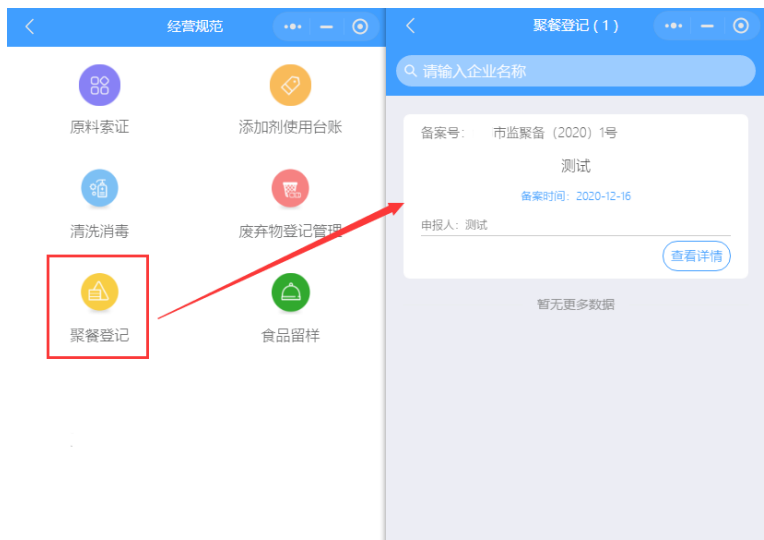 经营规范
原料索证
添加剂使用台账
清洗消毒
废弃物登记管理
聚餐登记
食品留样
聚餐登记(1)
请输入企业名称
备案号: 市监聚备（2020）1号
测试
备案时间: 2020-12-16
申报人: 测试
查看详情
暂无更多数据